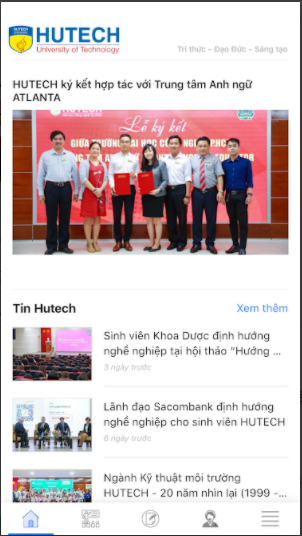 HUTECH
University of Technology
Tri thức - Đạo Đức - Sáng tạo
HUTECH ký kết hợp tác với Trung tâm Anh ngữ
ATLANTA
Lễ ký kết
Tin Hutech
Xem thêm
Sinh viên Khoa Dược định hướng
nghề nghiệp tại hội thảo “Hướng ...
3 ngày trước
Lãnh đạo Sacombank định hướng
nghề nghiệp cho sinh viên HUTECH
6 ngày trước
Ngành Kỹ thuật môi trường
HUTECH - 20 năm nhìn lại (1999 -...